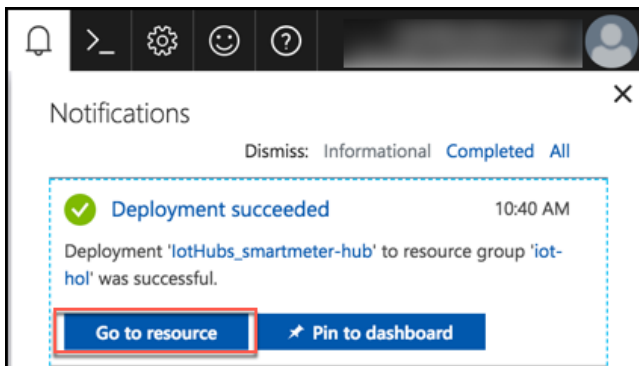 Notifications
Dismiss: Informational Completed All
Deployment succeeded 10:40 AM
Deployment 'IotHubs_smartmeter-hub' to resource group 'iot-
hol' was successful.
Go to resource Pin to dashboard